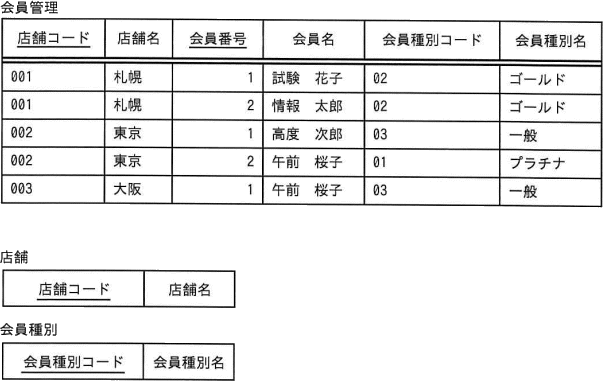 会員管理
店舗コード 店舗名 会員番号 会員名 会員種別コード 会員種別名
001 札幌 1 試験 花子 02 ゴールド
001 札幌 2 情報 太郎 02 ゴールド
002 東京 1 高度 次郎 03 一般
002 東京 2 午前 桜子 01 プラチナ
003 大阪 1 午前 桜子 03 一般
店舗
店舗コード 店舗名
会員種別
会員種別コード 会員種別名